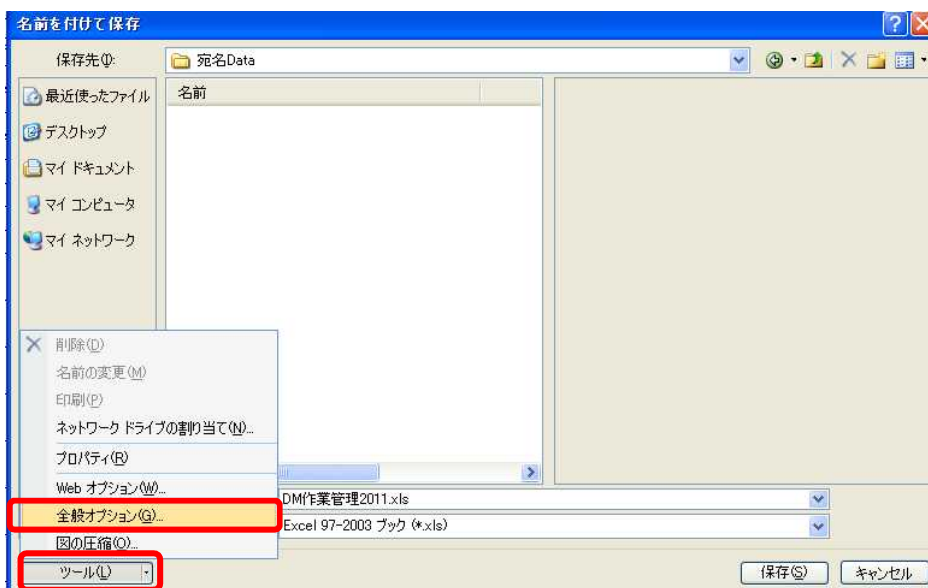 名前を付けて保存
保存先(I):
宛名Data
最近使ったファイル
デスクトップ
マイ ドキュメント
マイ コンピュータ
マイ ネットワーク
名前
削除(D)
名前の変更(M)
印刷(P)
ネットワーク ドライブの割り当て(N)...
プロパティ(R)
Web オプション(W)...
全般オプション(G)...
図の圧縮(O)...
DM作業管理2011.xls
Excel 97-2003 ブック (*.xls)
ツール(L)
保存(S)
キャンセル